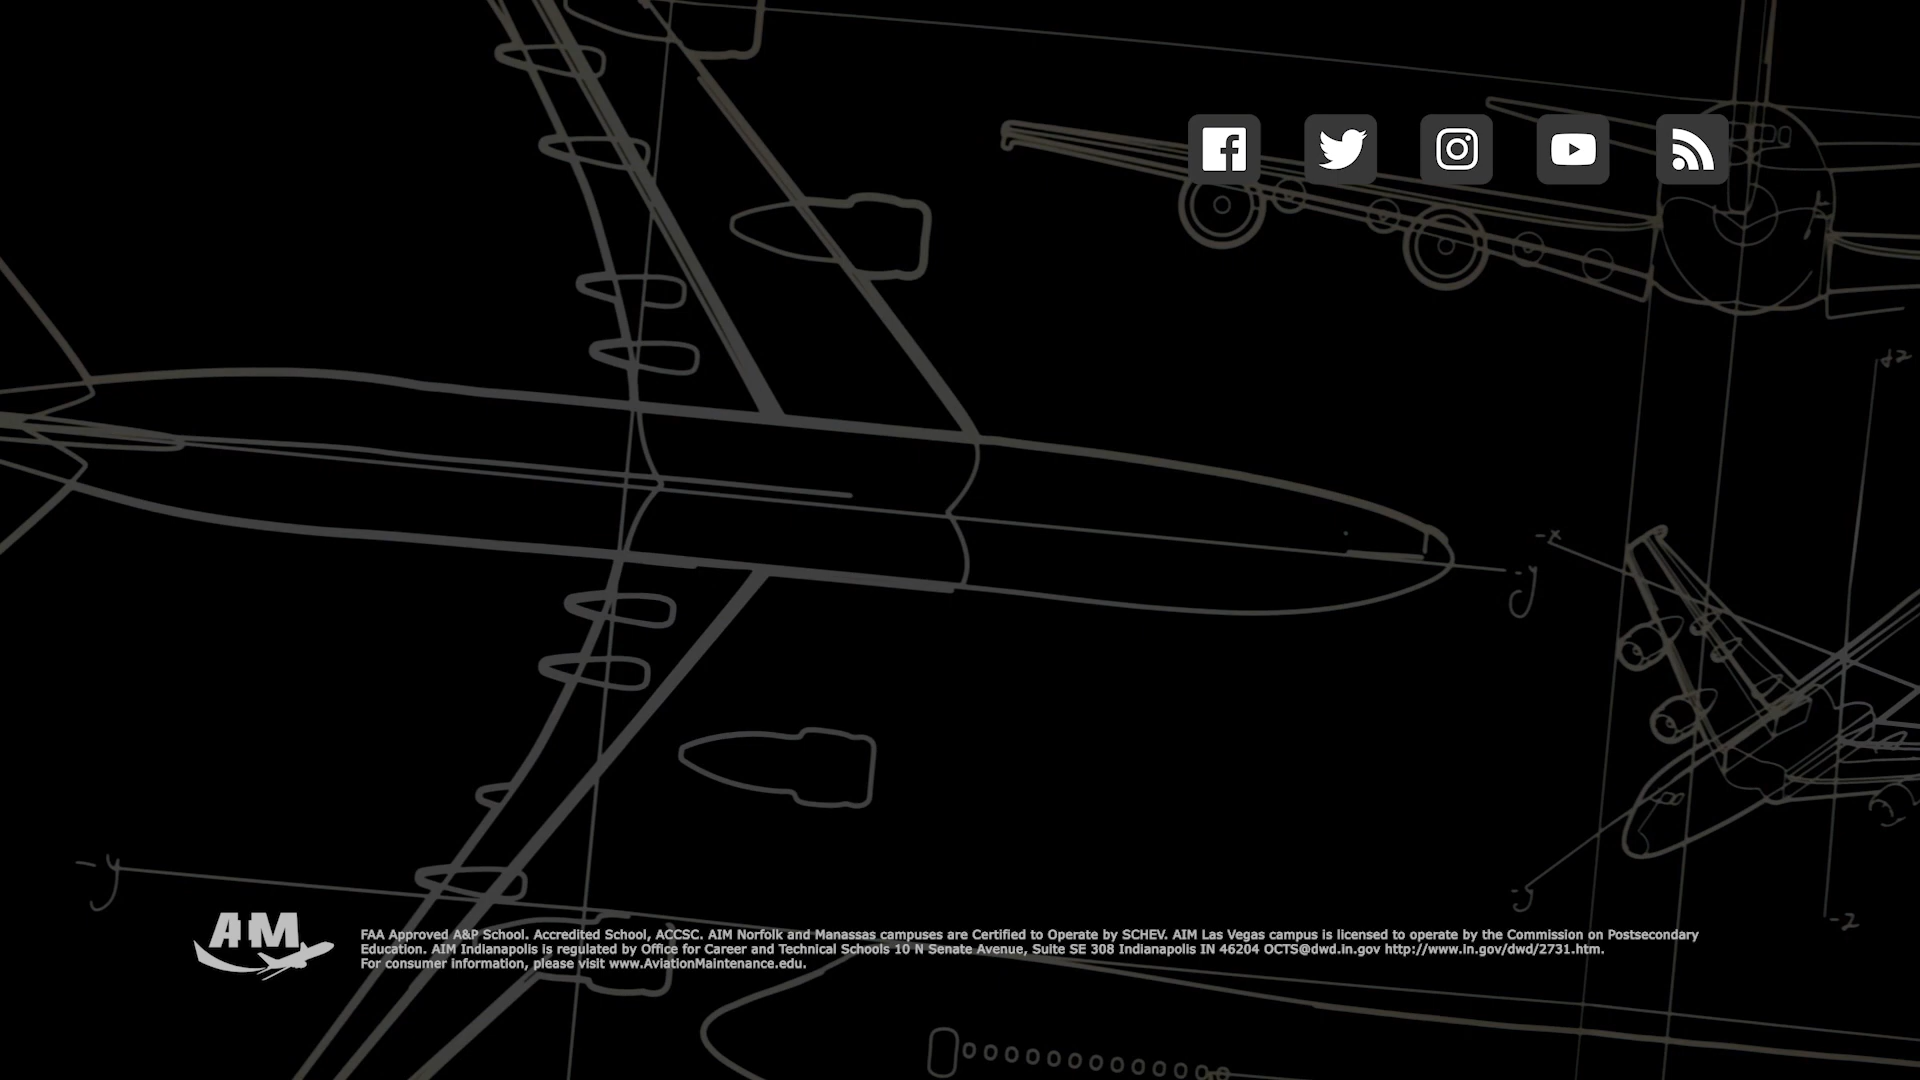 +z
-x
-y
-y
-y
-z
AIM
FAA Approved A&P School. Accredited School, ACCSC. AIM Norfolk and Manassas campuses are Certified to Operate by SCHEV. AIM Las Vegas campus is licensed to operate by the Commission on Postsecondary
Education. AIM Indianapolis is regulated by Office for Career and Technical Schools 10 N Senate Avenue, Suite SE 308 Indianapolis IN 46204 OCTS@dwd.in.gov http://www.in.gov/dwd/2731.htm.
For consumer information, please visit www.AviationMaintenance.edu.